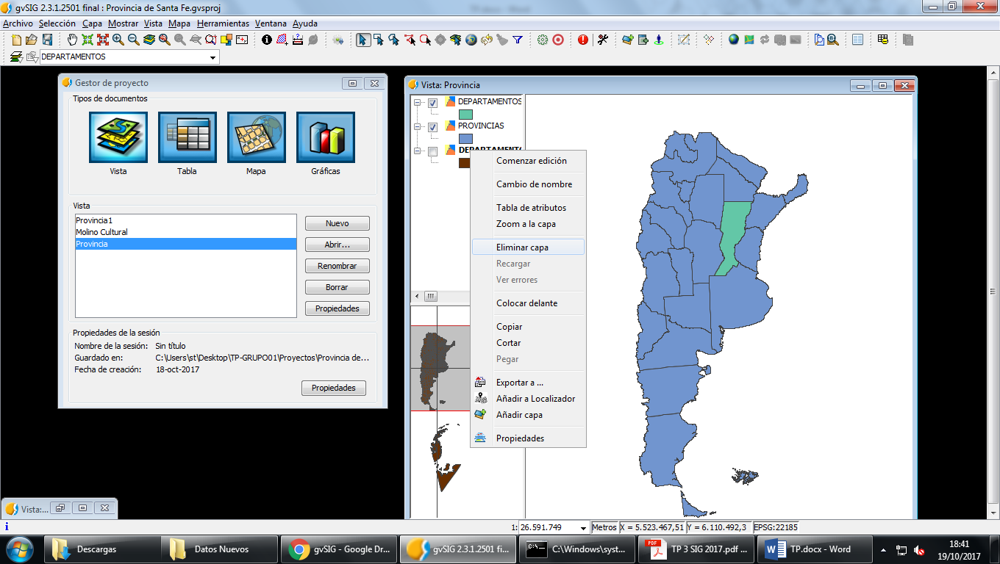 gvSIG 2.3.1.2501 final : Provincia de Santa Fe.gvsproj
Archivo Selección Capa Mostrar Vista Mapa Herramientas Ventana Ayuda
DEPARTAMENTOS
Gestor de proyecto
Tipos de documentos
Vista Tabla Mapa Gráficas
Vista
Provincia1
Molino Cultural
Provincia
Nuevo
Abrir...
Renombrar
Borrar
Propiedades
Propiedades de la sesión
Nombre de la sesión: Sin título
Guardado en: C:\Users\st\Desktop\TP-GRUPO01\Proyectos\Provincia de...
Fecha de creación: 18-oct-2017
Propiedades
Vista: Provincia
DEPARTAMENTOS
PROVINCIAS
DEPARTAMENTO
Comenzar edición
Cambio de nombre
Tabla de atributos
Zoom a la capa
Eliminar capa
Recargar
Ver errores
Colocar delante
Copiar
Cortar
Pegar
Exportar a ...
Añadir a Localizador
Añadir capa
Propiedades
Vista:...
1: 26.591.749 Metros X = 5.523.467,51 Y = 6.110.492,3 EPSG:22185
Descargas
Datos Nuevos
gvSIG - Google Dr...
gvSIG 2.3.1.2501 fi...
C:\Windows\syst...
TP 3 SIG 2017.pdf ...
TP.docx - Word
18:41
19/10/2017